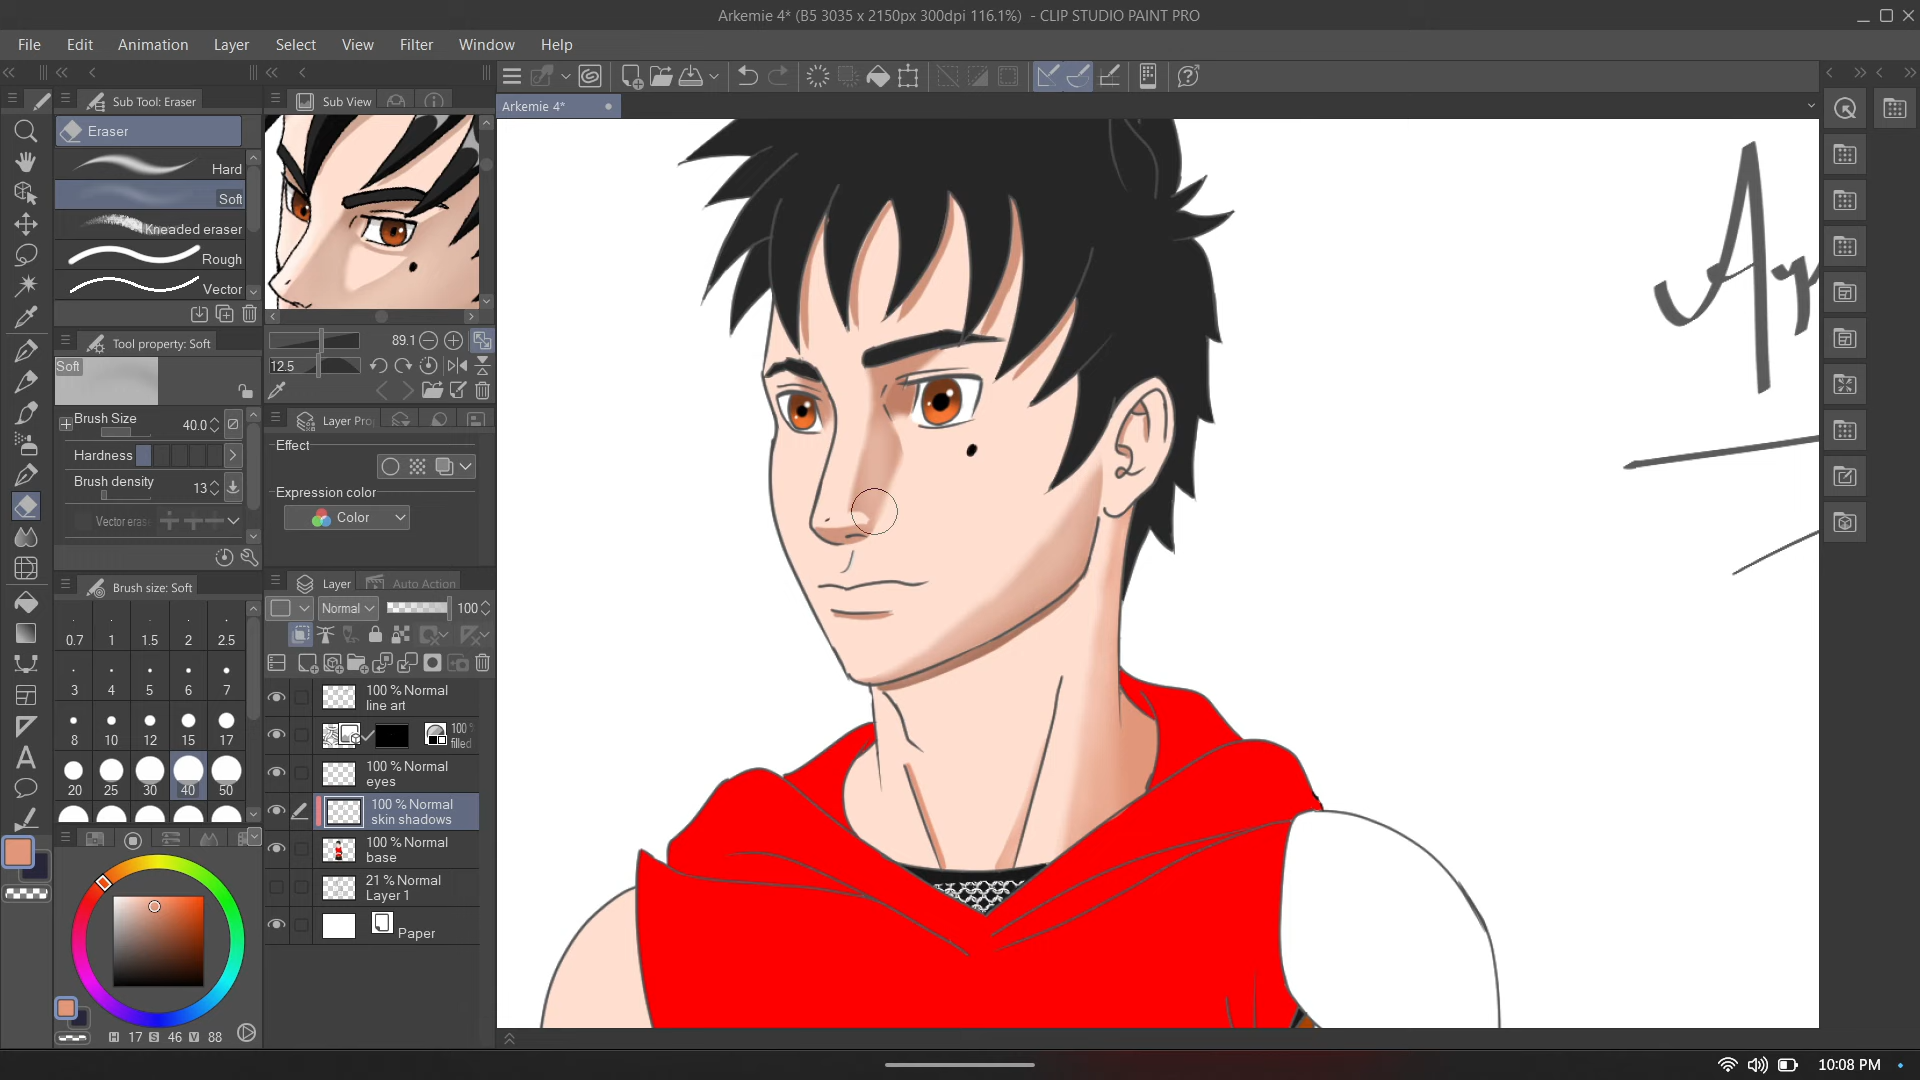 Arkemie 4* (B5 3035 x 2150px 300dpi 116.1%) - CLIP STUDIO PAINT PRO
File Edit Animation Layer Select View Filter Window Help
Sub Tool: Eraser
Sub View
Arkemie 4*
Eraser
Hard
Soft
Kneaded eraser
Rough
Vector
Tool property: Soft
89.1
12.5
Soft
Brush Size 40.0
Hardness
Brush density 13
Vector eras
Layer Pro
Effect
Expression color
Color
Brush size: Soft
0.7 1 1.5 2 2.5
3 4 5 6 7
8 10 12 15 17
20 25 30 40 50
Layer Auto Action
Normal 100
100 % Normal
line art
100 %
filled
100 % Normal
eyes
100 % Normal
skin shadows
100 % Normal
base
21 % Normal
Layer 1
Paper
H 17 S 46 V 88
10:08 PM